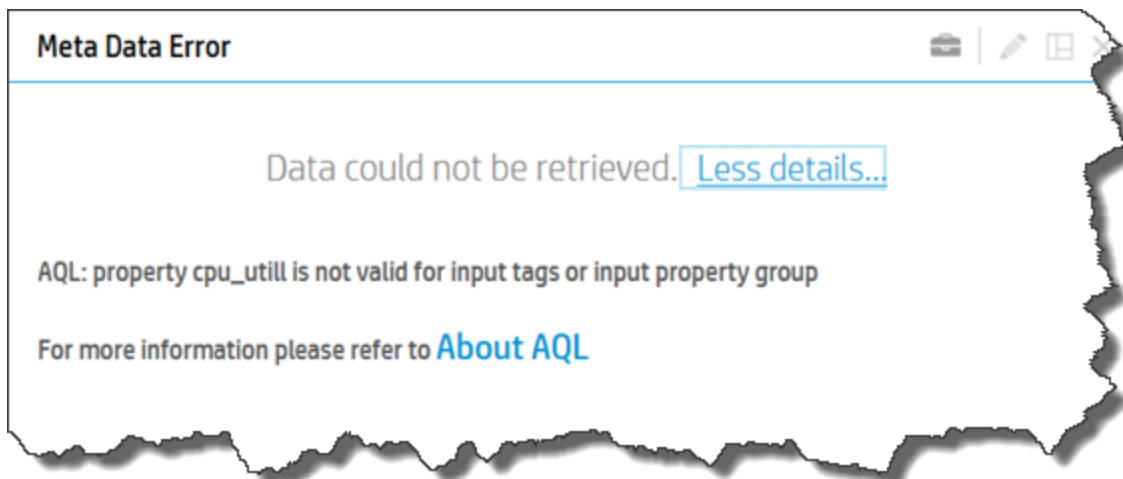 Meta Data Error
Data could not be retrieved. Less details...
AQL: property cpu_utill is not valid for input tags or input property group
For more information please refer to About AQL